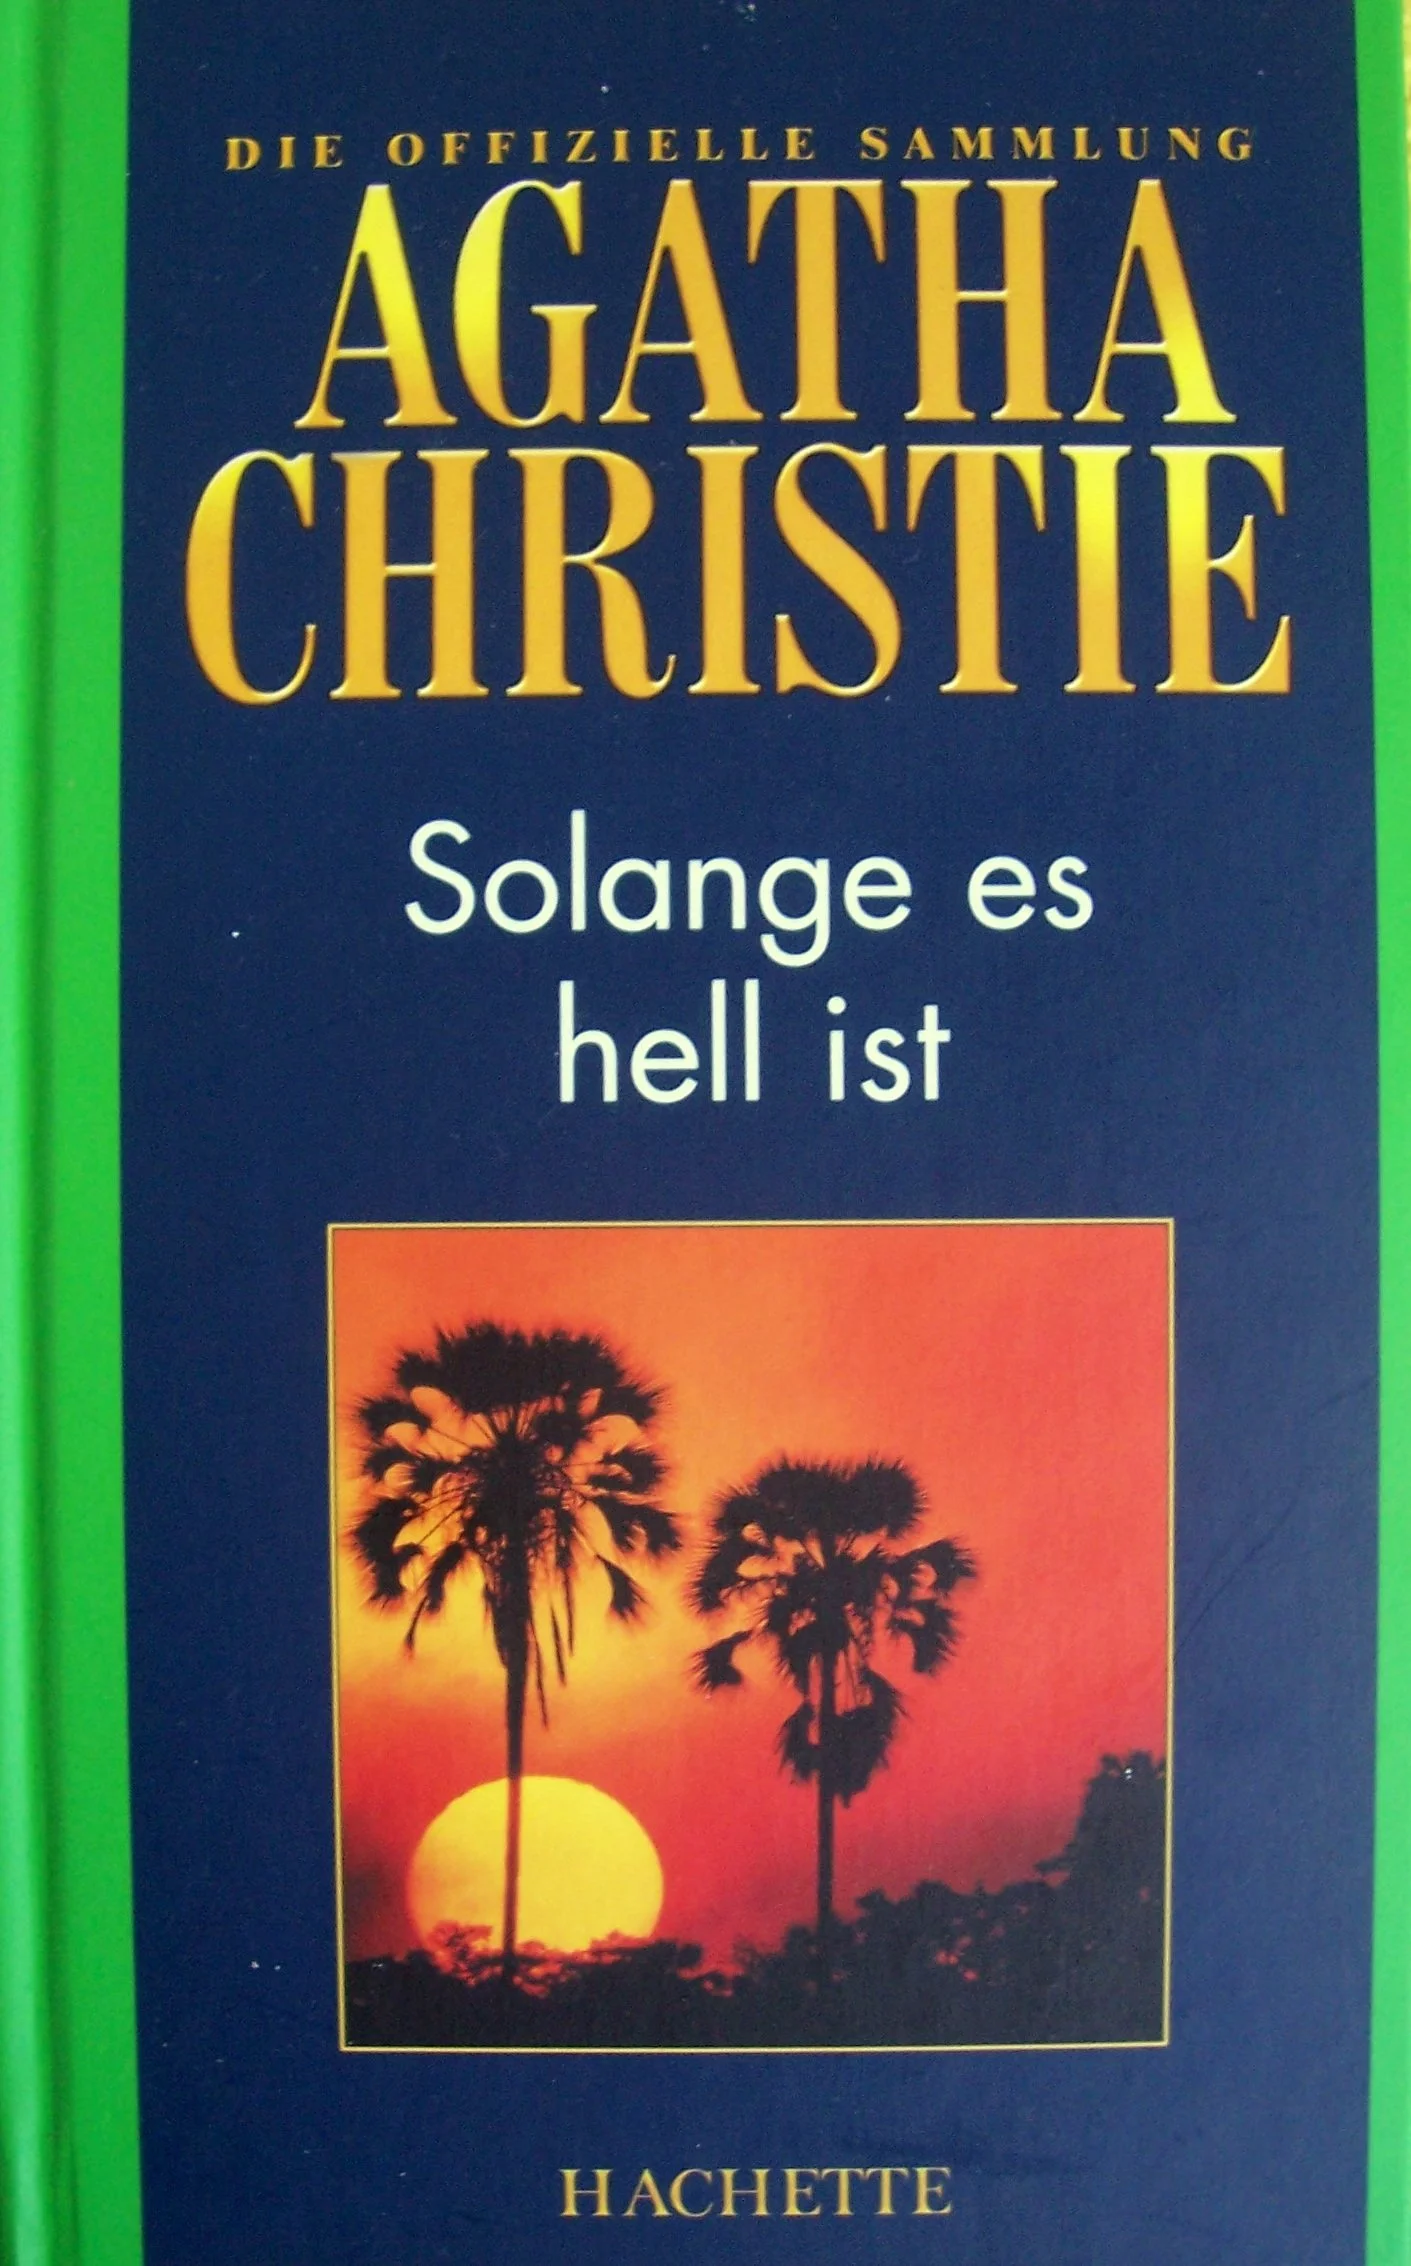 DIE OFFIZIELLE SAMMLUNG
AGATHA
CHRISTIE
Solange es
hell ist
HACHETTE